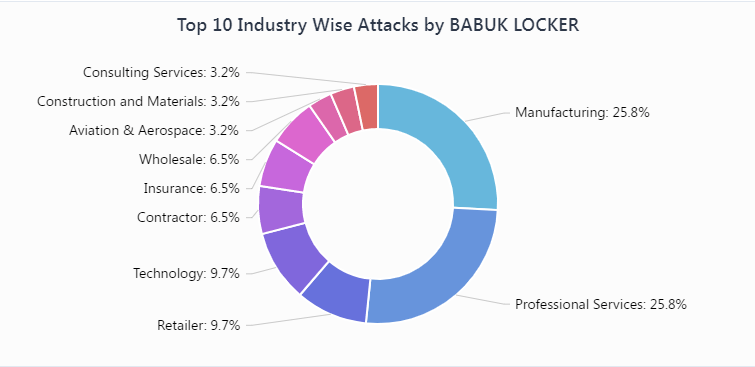 Top 10 Industry Wise Attacks by BABUK LOCKER
Consulting Services: 3.2%
Construction and Materials: 3.2%
Aviation & Aerospace: 3.2%
Wholesale: 6.5%
Insurance: 6.5%
Contractor: 6.5%
Technology: 9.7%
Retailer: 9.7%
Manufacturing: 25.8%
Professional Services: 25.8%